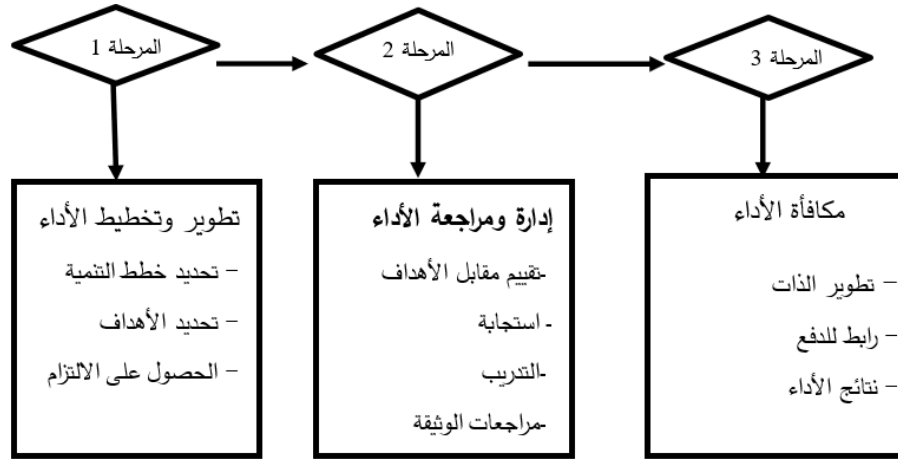 المرحلة 1
المرحلة 2
المرحلة 3
تطوير وتخطيط الأداء
– تحديد خطط التنمية
– تحديد الأهداف
– الحصول على الالتزام
إدارة ومراجعة الأداء
-تقييم مقابل الأهداف
- استجابة
-التدريب
-مراجعات الوثيقة
مكافأة الأداء
– تطوير الذات
– رابط للدفع
– نتائج الأداء